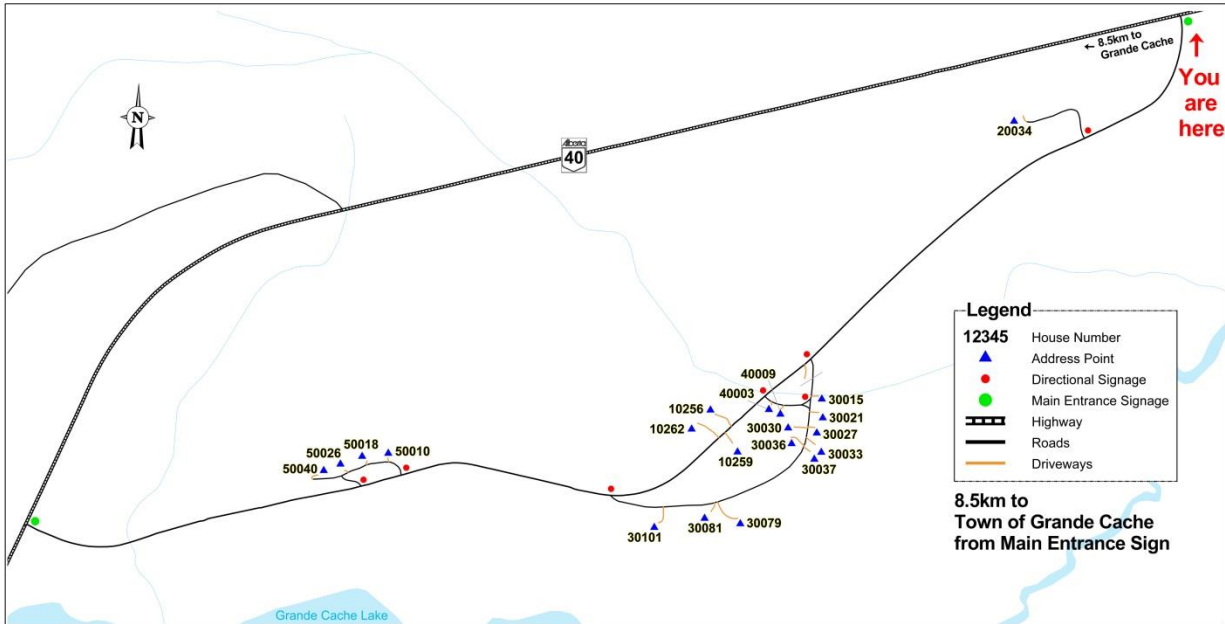 ← 8.5km to
Grande Cache
You
are
here
N
20034
Alberta
40
Legend
12345 House Number
Address Point
Directional Signage
Main Entrance Signage
Highway
Roads
Driveways
8.5km to
Town of Grande Cache
from Main Entrance Sign
40009
40003
30015
10256
30021
10262
30030
30027
30036
30033
10259
30037
50018
50010
50026
50040
30081
30079
30101
Grande Cache Lake